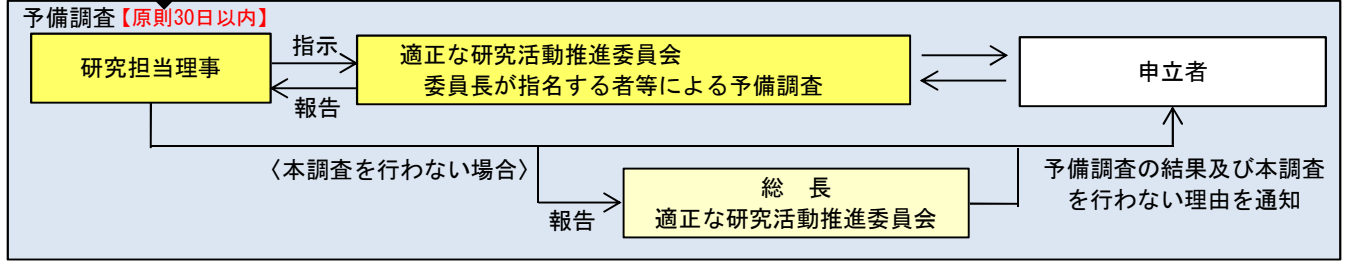 予備調査【原則30日以内】
研究担当理事
指示
報告
適正な研究活動推進委員会
委員長が指名する者等による予備調査
申立者
〈本調査を行わない場合〉
報告
総　長
適正な研究活動推進委員会
予備調査の結果及び本調査
を行わない理由を通知